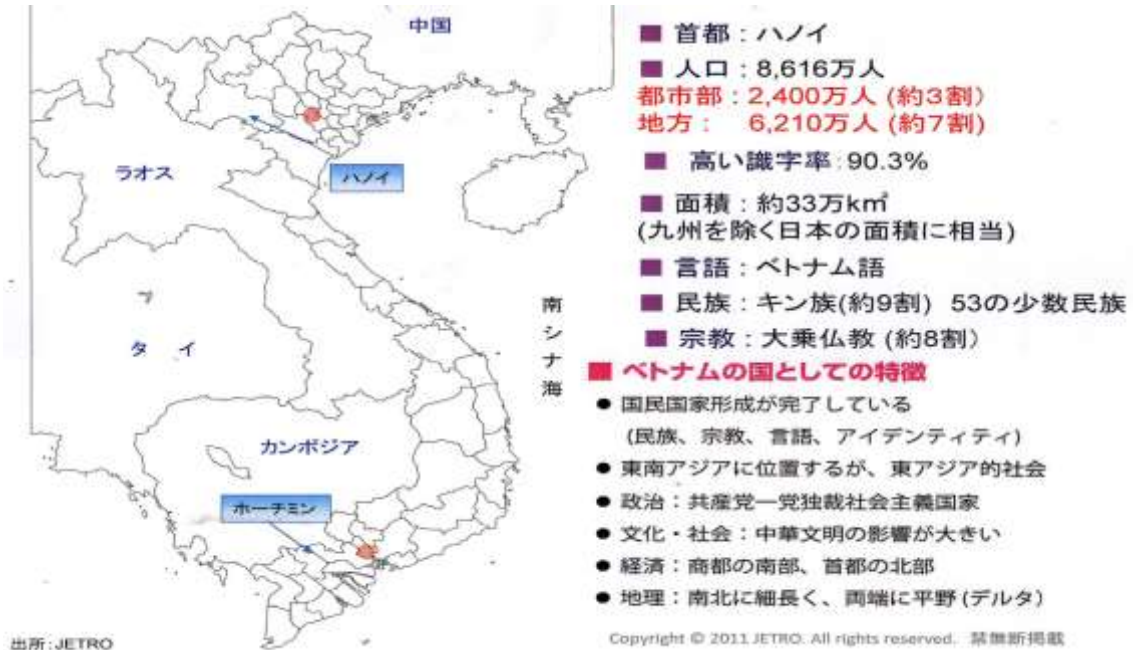 中国
ラオス
ハノイ
タイ
南シナ海
カンボジア
ホーチミン
出所:JETRO
■ 首都：ハノイ
■ 人口：8,616万人
都市部：2,400万人 (約3割)
地方： 6,210万人 (約7割)
■ 高い識字率:90.3%
■ 面積：約33万k㎡
(九州を除く日本の面積に相当)
■ 言語：ベトナム語
■ 民族：キン族(約9割) 53の少数民族
■ 宗教：大乗仏教 (約8割)
■ ベトナムの国としての特徴
● 国民国家形成が完了している
(民族、宗教、言語、アイデンティティ)
● 東南アジアに位置するが、東アジア的社会
● 政治：共産党一党独裁社会主義国家
● 文化・社会：中華文明の影響が大きい
● 経済：商都の南部、首都の北部
● 地理：南北に細長く、両端に平野 (デルタ)
Copyright © 2011 JETRO. All rights reserved. 禁無断掲載